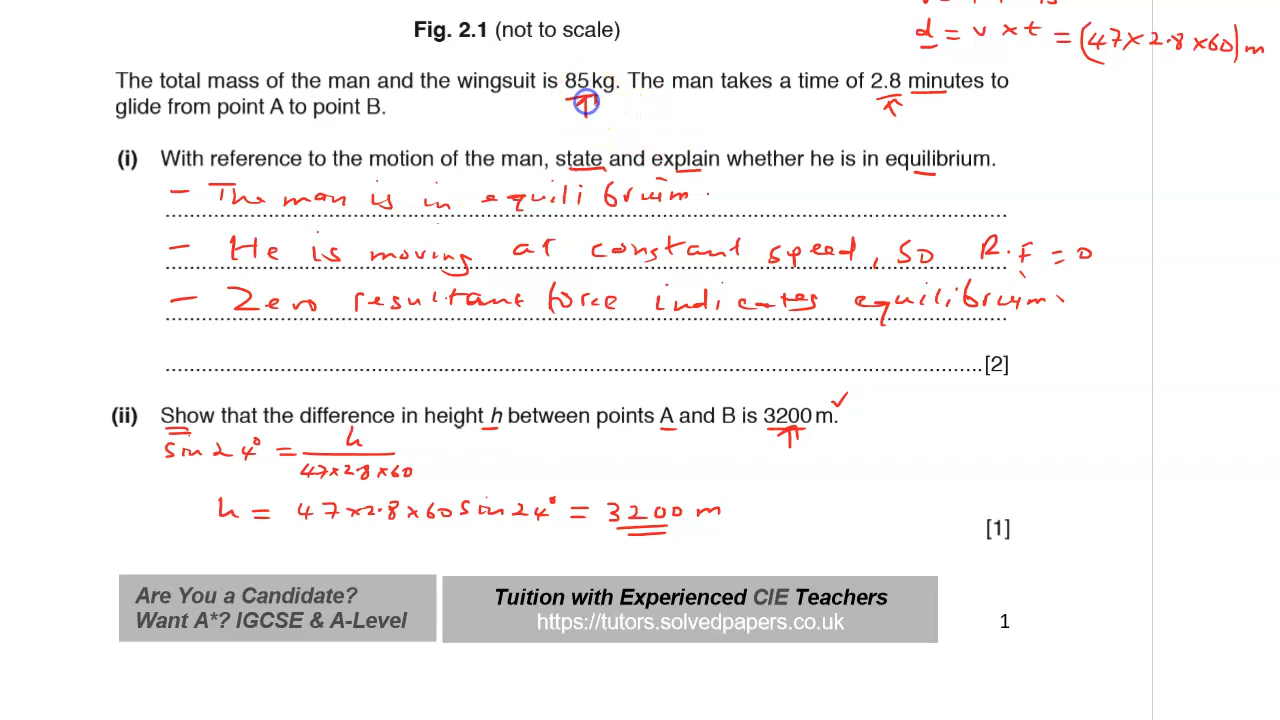 Fig. 2.1 (not to scale)
d = v × t = (47×2.8×60) m
The total mass of the man and the wingsuit is 85 kg. The man takes a time of 2.8 minutes to
glide from point A to point B.
(i) With reference to the motion of the man, state and explain whether he is in equilibrium.
– The man is in equilibrium.
– He is moving at constant speed, so R.F = 0
– Zero resultant force indicates equilibrium.
[2]
(ii) Show that the difference in height h between points A and B is 3200 m. ✓
sin 24° = h / 47×2.8×60
h = 47×2.8×60 sin 24° = 3200 m
[1]
Are You a Candidate?
Want A*? IGCSE & A-Level
Tuition with Experienced CIE Teachers
https://tutors.solvedpapers.co.uk
1